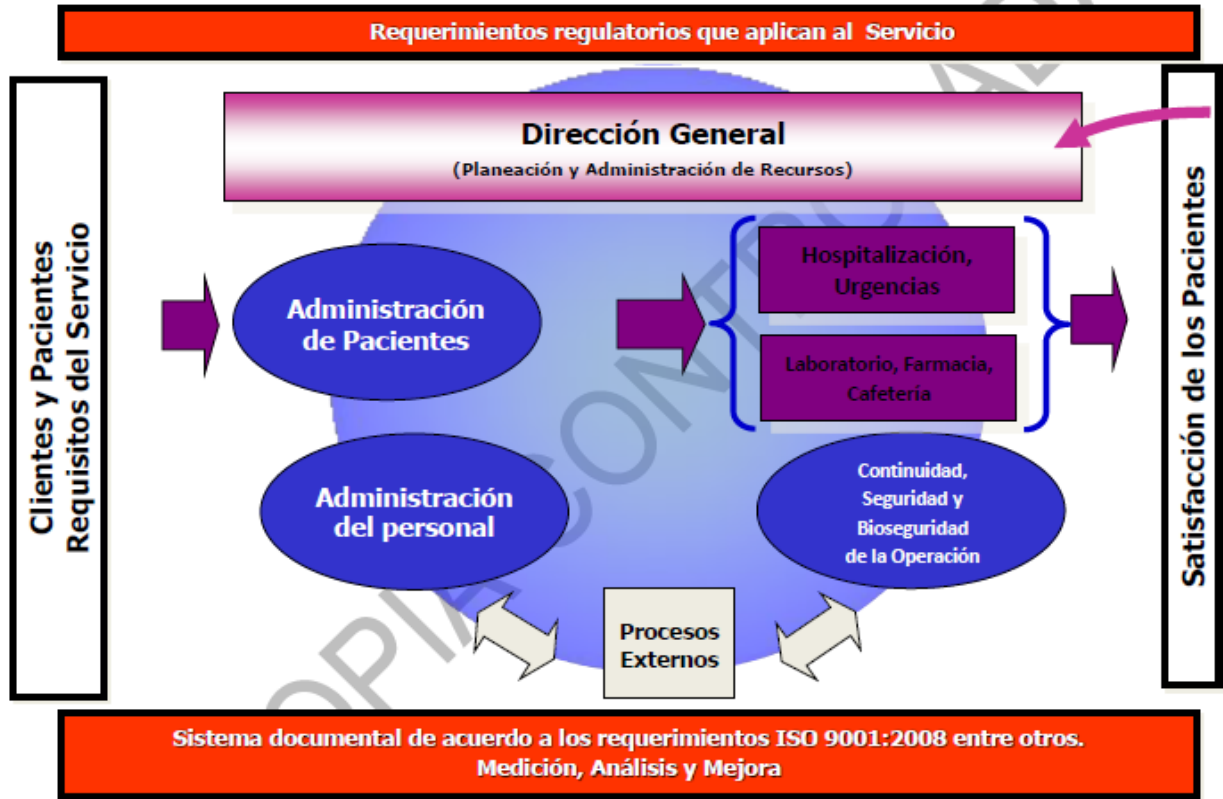 Requerimientos regulatorios que aplican al Servicio
Dirección General
(Planeación y Administración de Recursos)
Clientes y Pacientes
Requisitos del Servicio
Administración
de Pacientes
Hospitalización,
Urgencias
Laboratorio, Farmacia,
Cafeteria
Satisfacción de los Pacientes
Administración
del personal
Continuidad,
Seguridad y
Bioseguridad
de la Operación
Procesos
Externos
Sistema documental de acuerdo a los requerimientos ISO 9001:2008 entre otros.
Medición, Análisis y Mejora